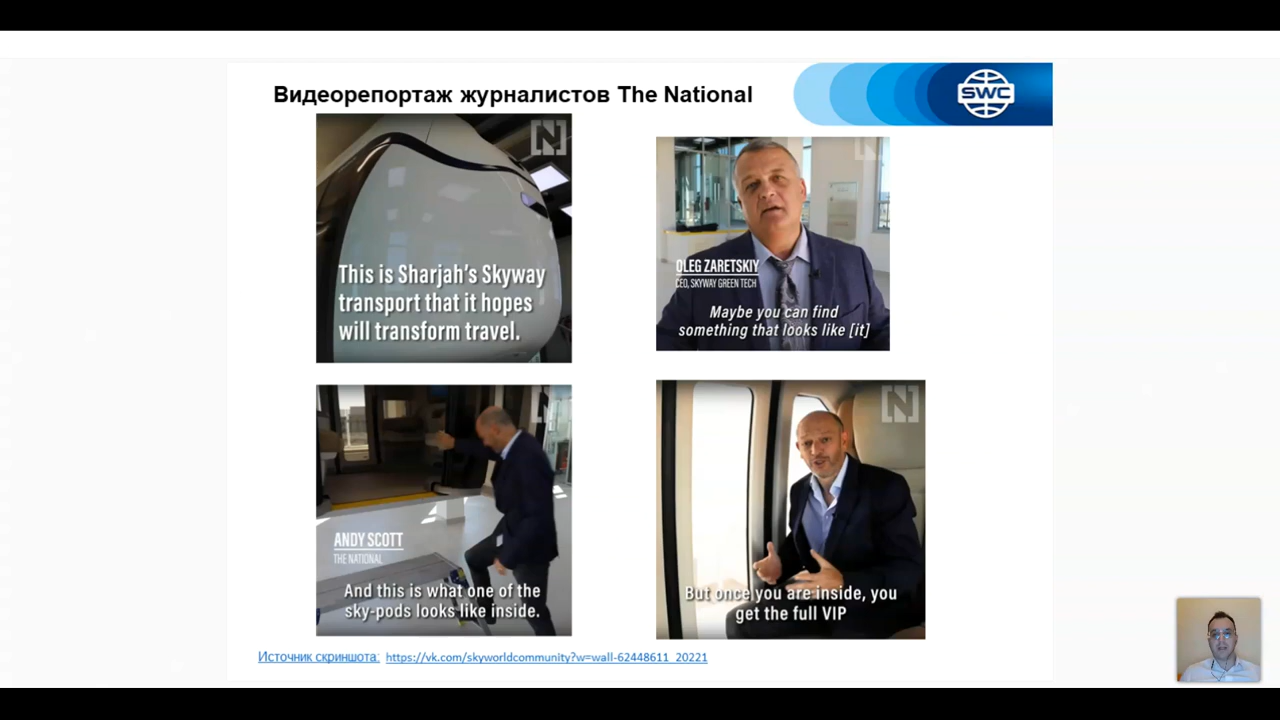 Видеорепортаж журналистов The National
SWC
N
This is Sharjah's Skyway
transport that it hopes
will transform travel.
OLEG ZARETSKIY
CEO, SKYWAY GREEN TECH
Maybe you can find
something that looks like [it]
ANDY SCOTT
THE NATIONAL
And this is what one of the
sky-pods looks like inside.
N
But once you are inside, you
get the full VIP
Источник скриншота: https://vk.com/skyworldcommunity?w=wall-62448611_20221